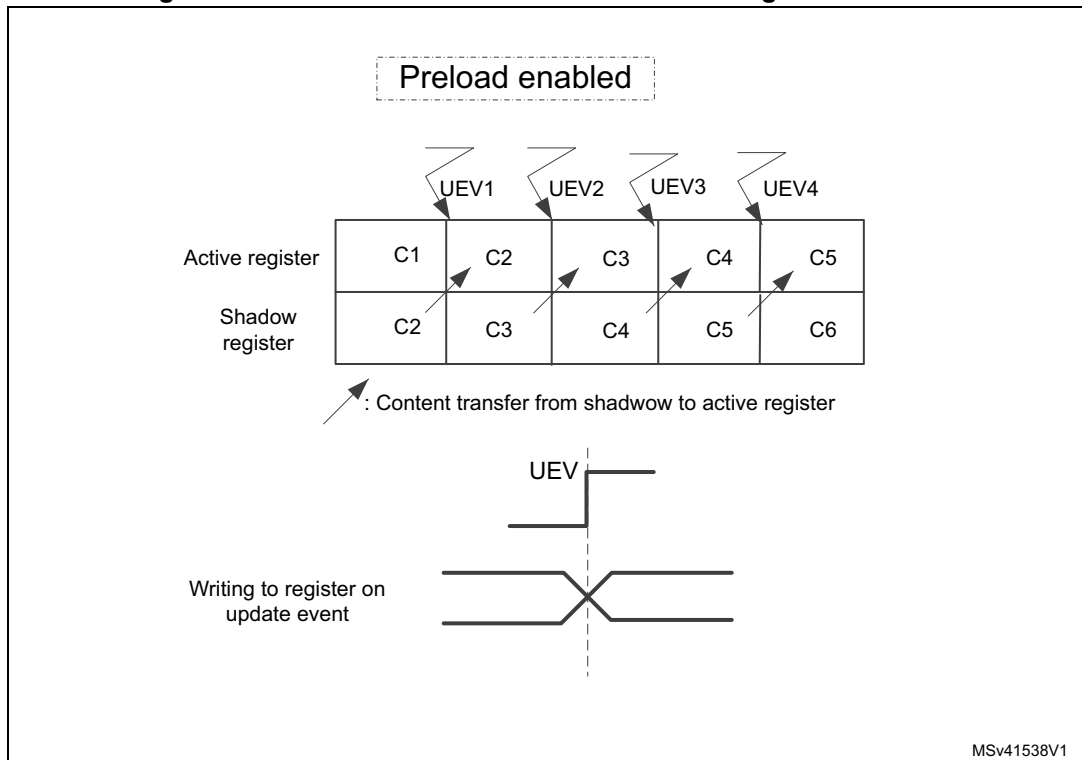 Preload enabled
UEV1 UEV2 UEV3 UEV4
Active register C1 C2 C3 C4 C5
Shadow
register
C2 C3 C4 C5 C6
: Content transfer from shadwow to active register
UEV
Writing to register on
update event
MSv41538V1